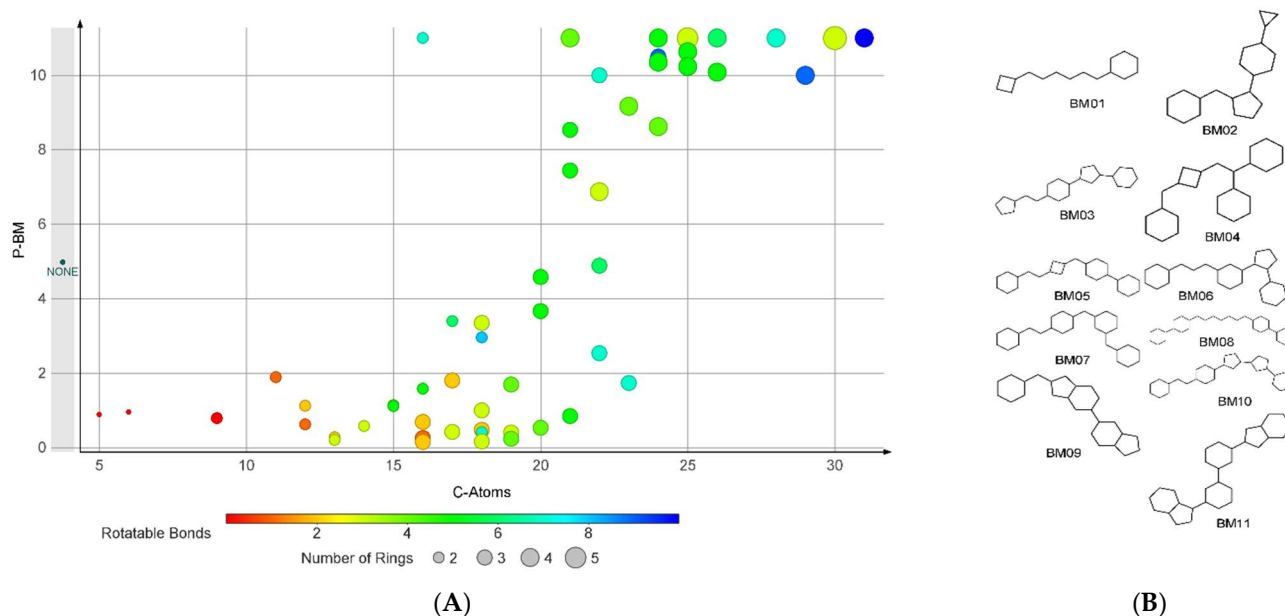 P-BM
10
8
6
4
2
0
NONE
5
10
15
20
25
30
C-Atoms
Rotatable Bonds
2
4
6
8
Number of Rings
2
3
4
5
(A)
BM01
BM02
BM03
BM04
BM05
BM06
BM07
BM08
BM10
BM09
BM11
(B)